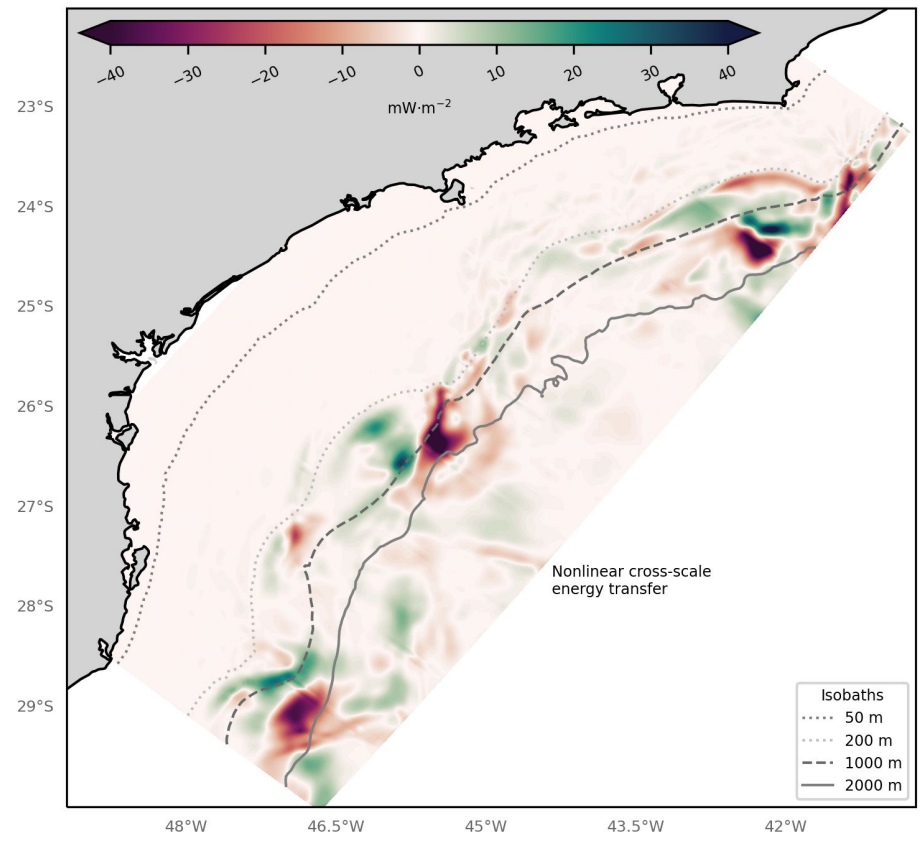 −40 −30 −20 −10 0 10 20 30 40
mW·m−2
23°S
24°S
25°S
26°S
27°S
28°S
29°S
Nonlinear cross-scale
energy transfer
Isobaths
50 m
200 m
1000 m
2000 m
48°W 46.5°W 45°W 43.5°W 42°W